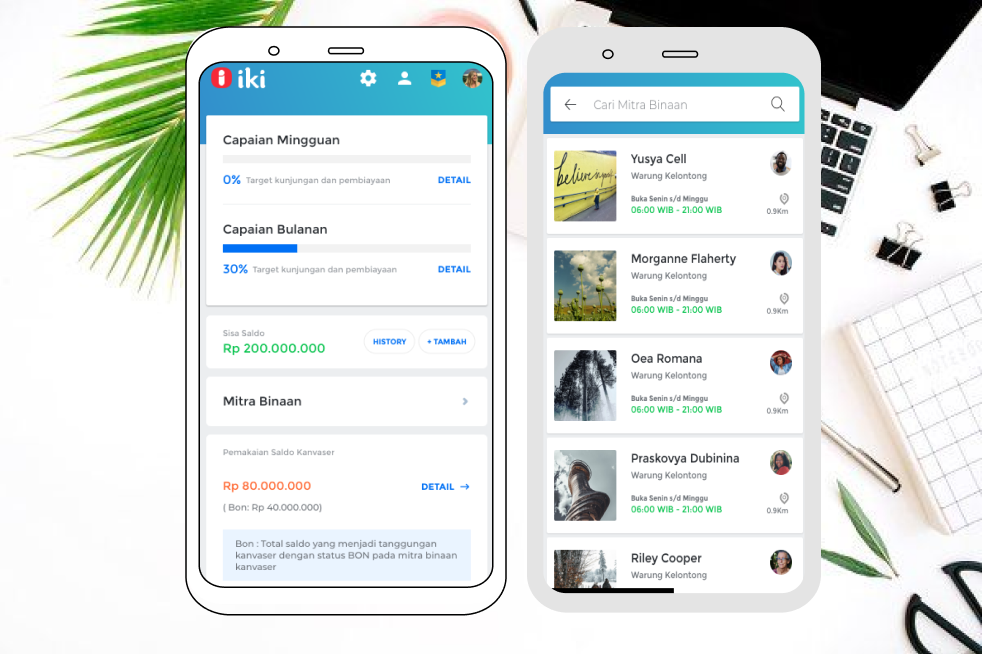 iki
Capaian Mingguan
0% Target kunjungan dan pembiayaan DETAIL
Capaian Bulanan
30% Target kunjungan dan pembiayaan DETAIL
Sisa Saldo
Rp 200.000.000
HISTORY
+ TAMBAH
Mitra Binaan
Pemakaian Saldo Kanvaser
Rp 80.000.000
DETAIL →
( Bon: Rp 40.000.000)
Bon : Total saldo yang menjadi tanggungan
kanvaser dengan status BON pada mitra binaan
kanvaser
Cari Mitra Binaan
believe in
Yusya Cell
Warung Kelontong
Buka Senin s/d Minggu
06:00 WIB - 21:00 WIB
0.9Km
Morganne Flaherty
Warung Kelontong
Buka Senin s/d Minggu
06:00 WIB - 21:00 WIB
0.9Km
Oea Romana
Warung Kelontong
Buka Senin s/d Minggu
06:00 WIB - 21:00 WIB
0.9Km
Praskovya Dubinina
Warung Kelontong
Buka Senin s/d Minggu
06:00 WIB - 21:00 WIB
0.9Km
Riley Cooper
Warung Kelontong
NOTEBOOK